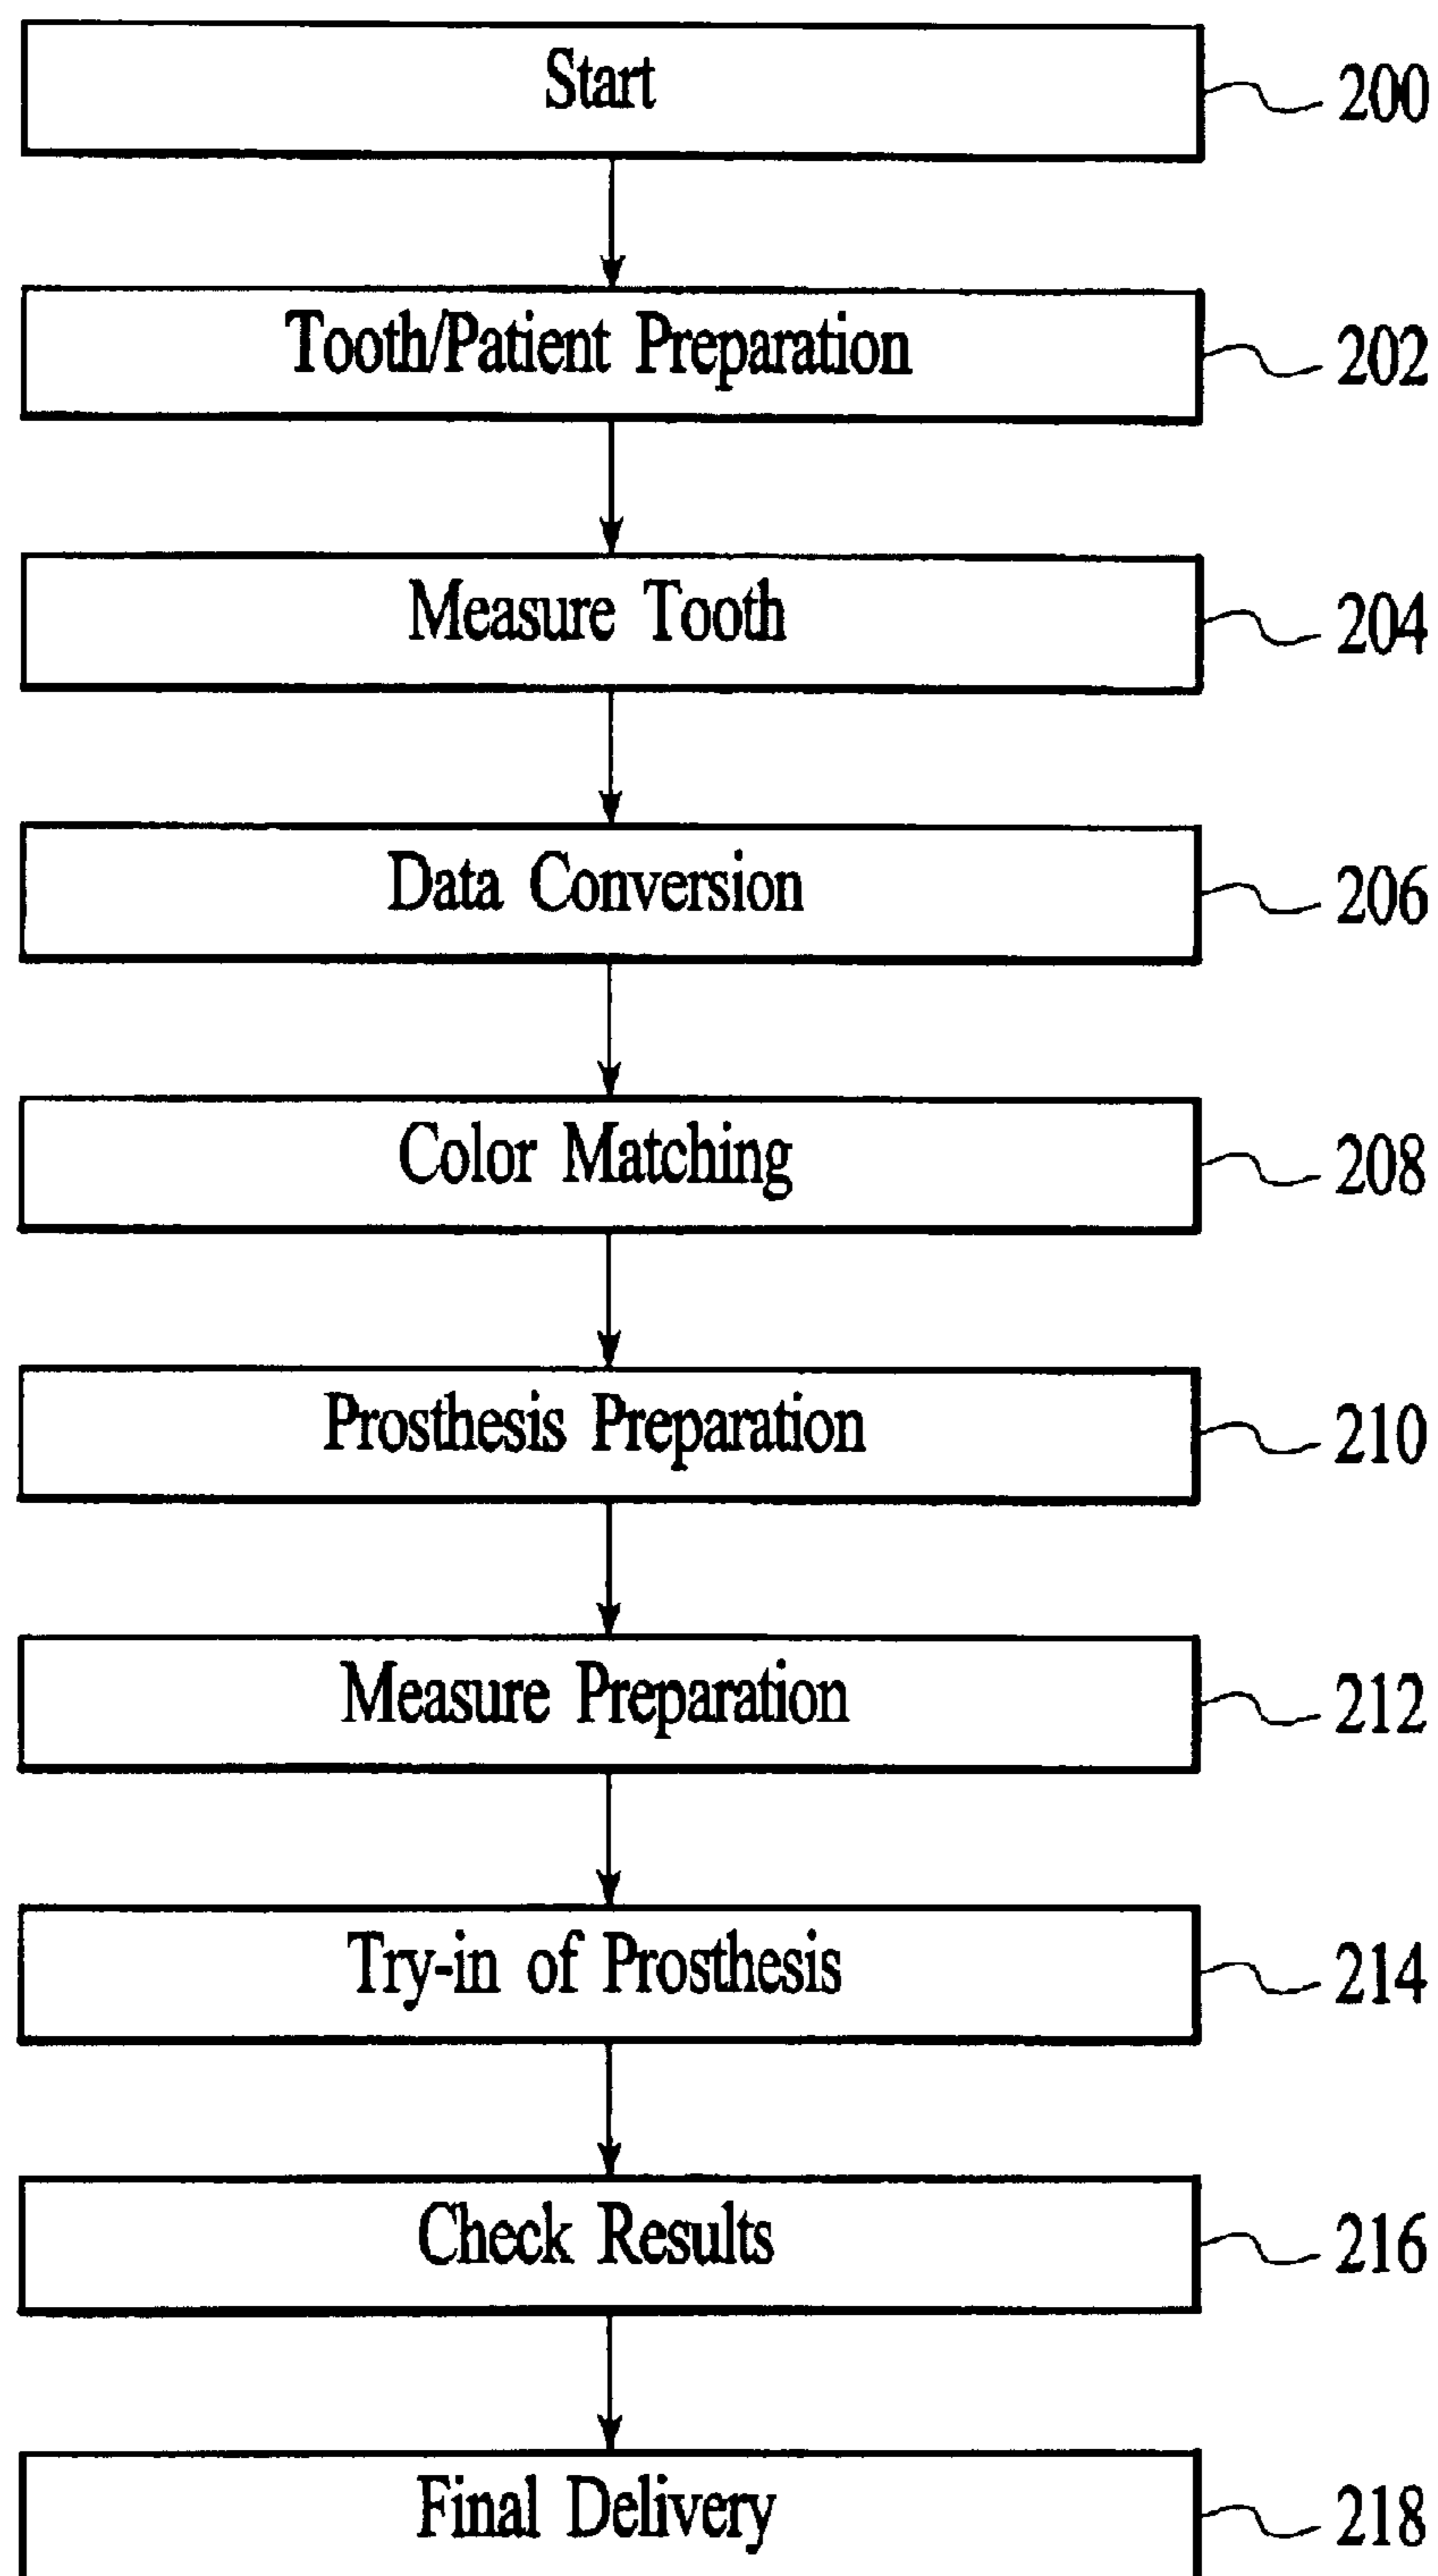 Start 200
Tooth/Patient Preparation 202
Measure Tooth 204
Data Conversion 206
Color Matching 208
Prosthesis Preparation 210
Measure Preparation 212
Try-in of Prosthesis 214
Check Results 216
Final Delivery 218